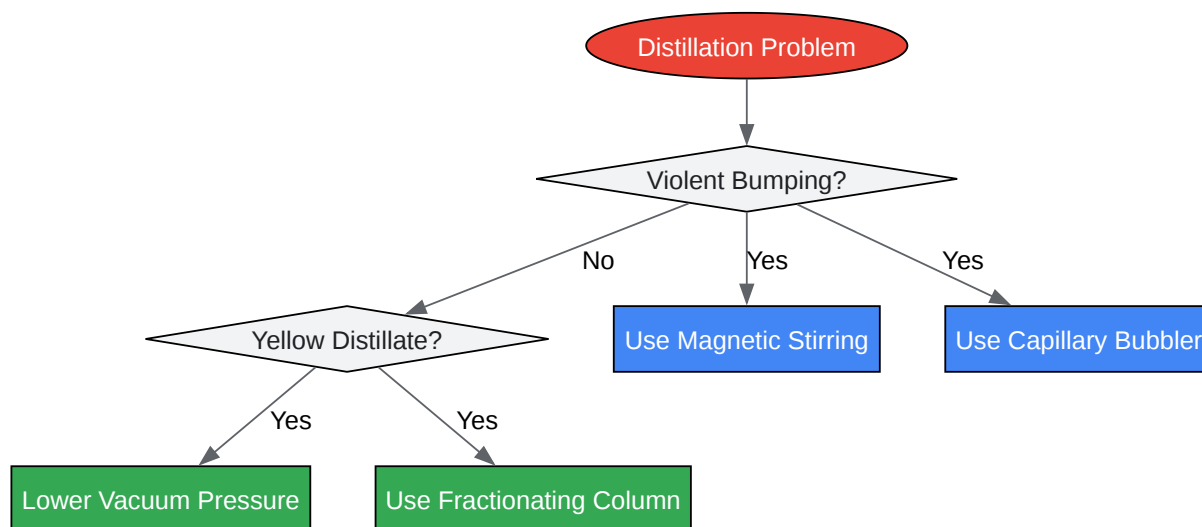 Distillation Problem
Violent Bumping?
No
Yes
Yes
Yellow Distillate?
Use Magnetic Stirring
Use Capillary Bubbler
Yes
Yes
Lower Vacuum Pressure
Use Fractionating Column